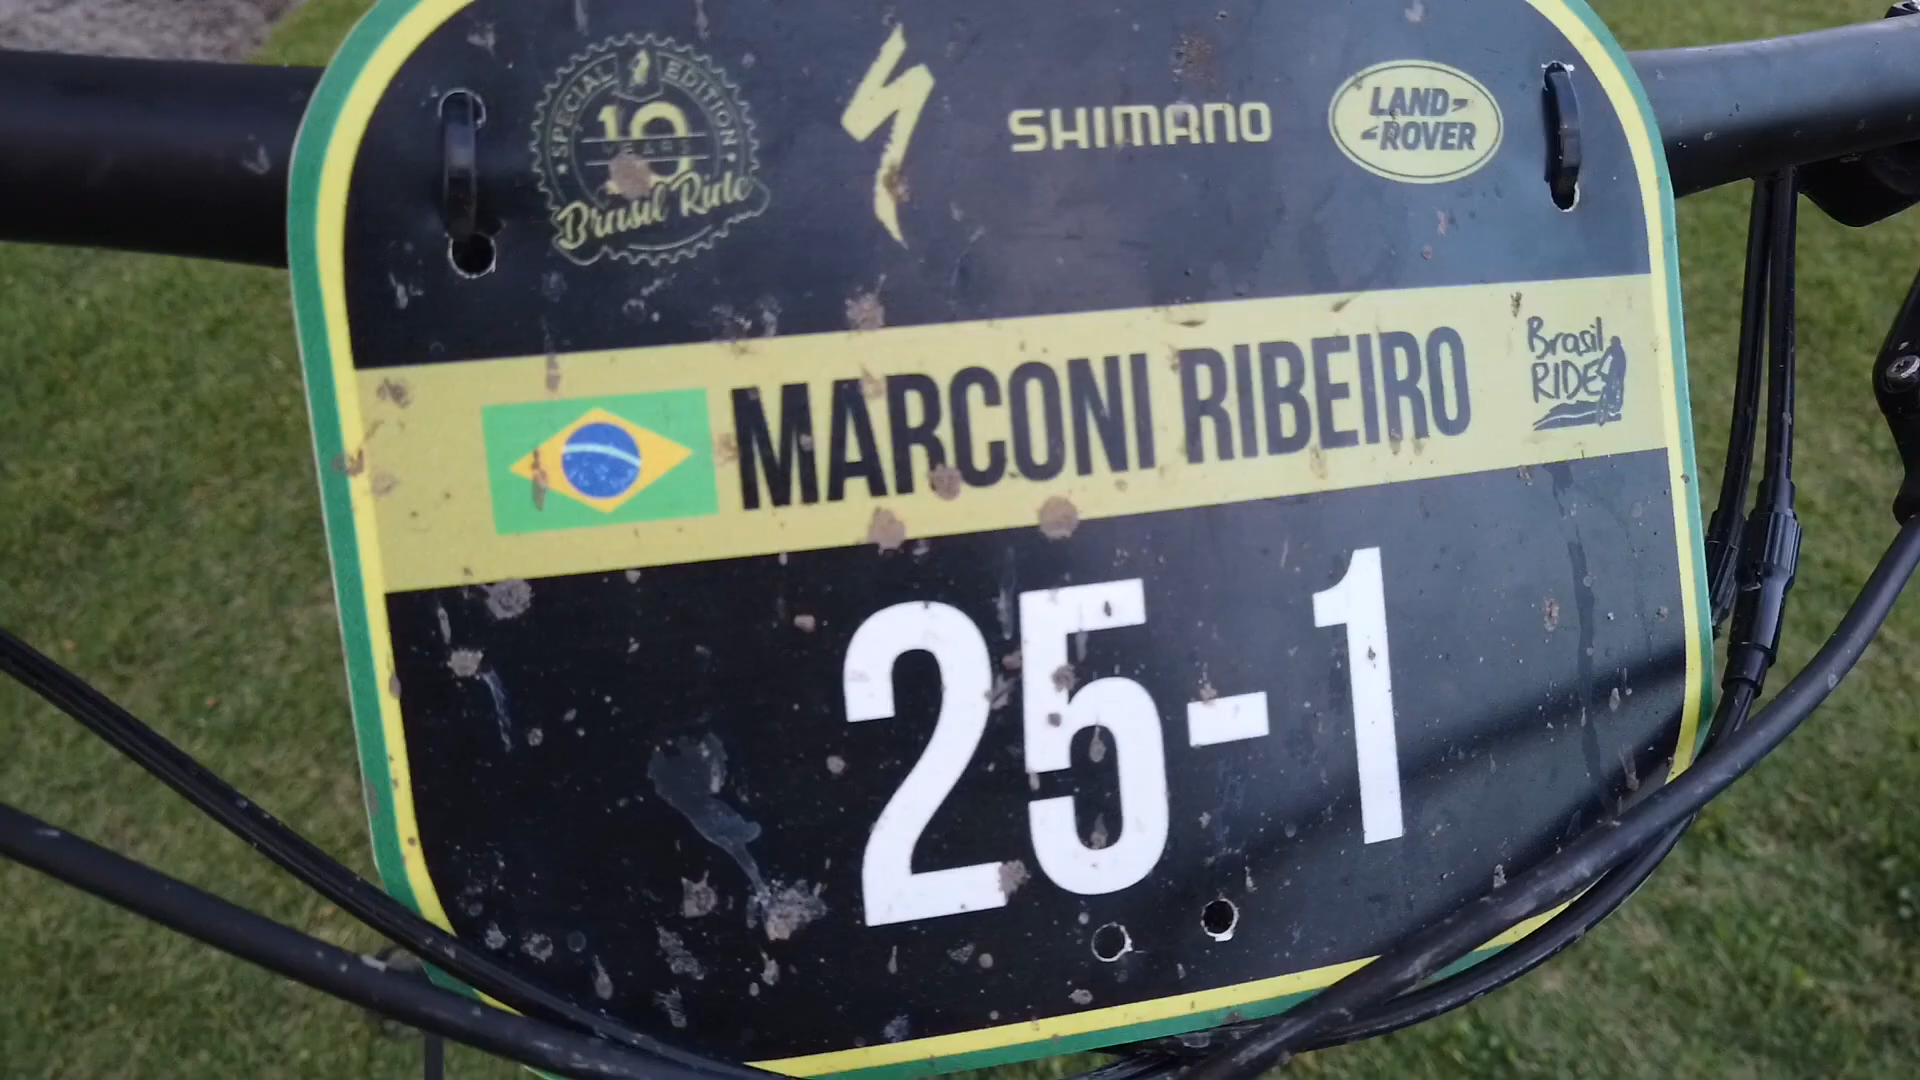 SPECIAL EDITION
10
YEARS
Brasil Ride
SHIMANO
LAND-
-ROVER
MARCONI RIBEIRO
Brasil
RIDE
25-1